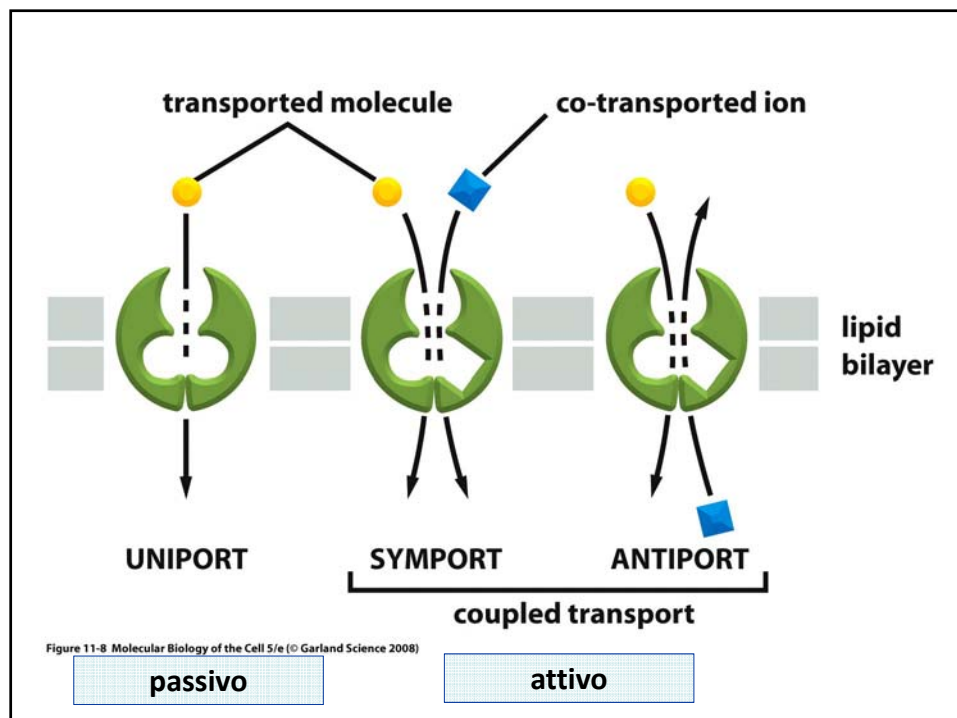 transported molecule
co-transported ion
lipid
bilayer
UNIPORT
SYMPORT
ANTIPORT
coupled transport
Figure 11-8 Molecular Biology of the Cell 5/e (© Garland Science 2008)
passivo
attivo